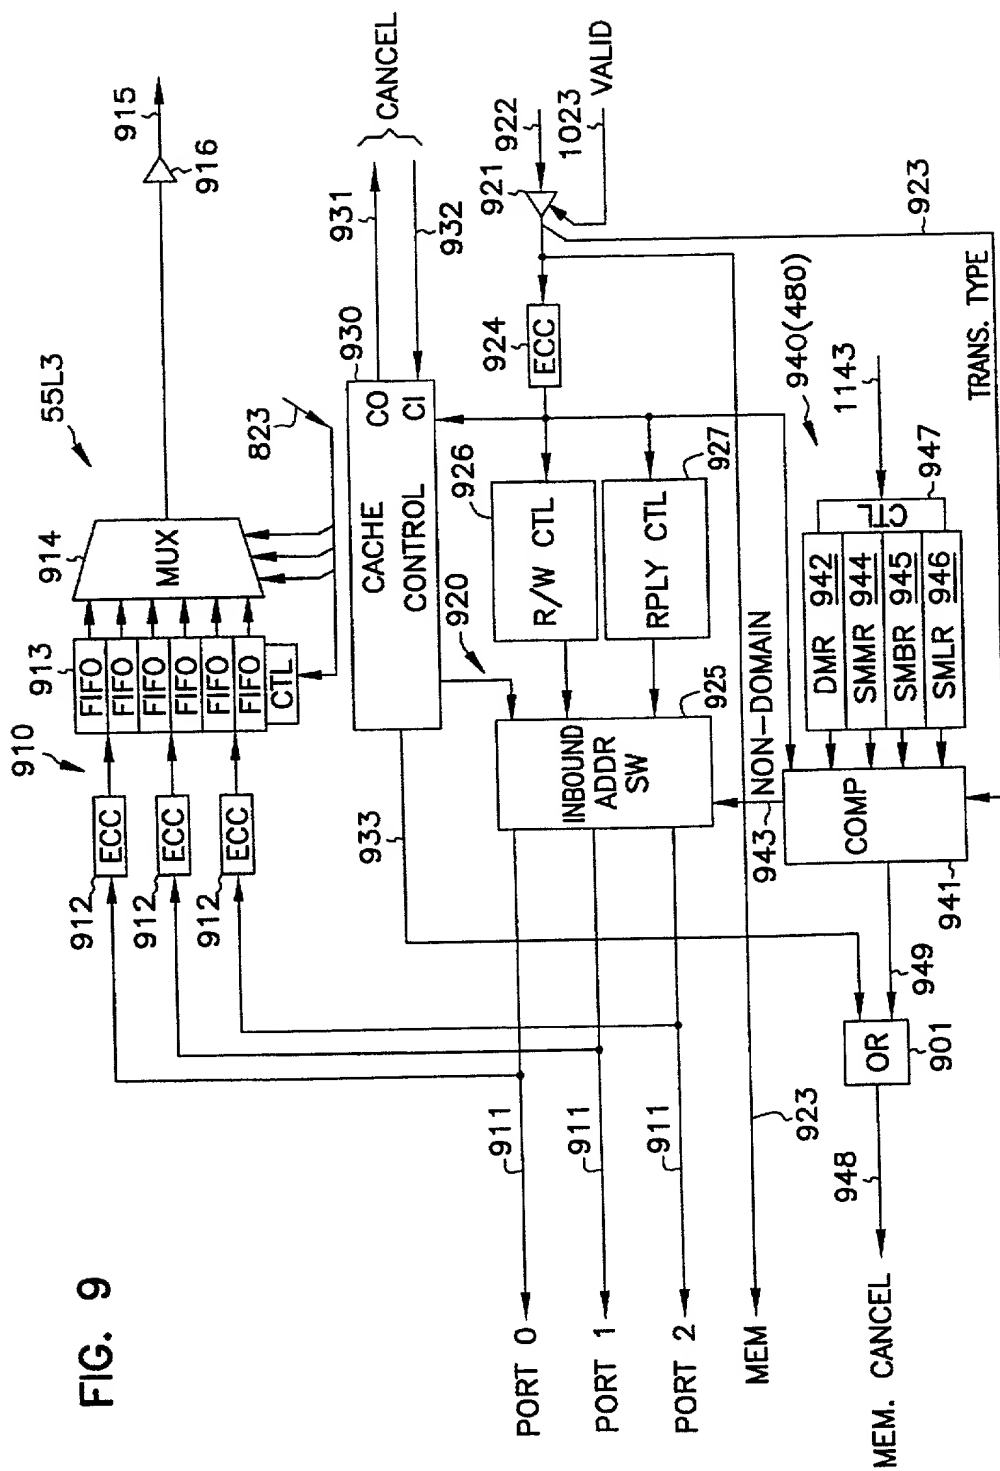 FIG. 9
55L3
910
912
ECC
912
ECC
912
ECC
913
FIFO
FIFO
FIFO
FIFO
FIFO
FIFO
CTL
914
MUX
916
915
823
CACHE
CONTROL
CO
CI
930
931
932
CANCEL
933
920
926
R/W CTL
927
RPLY CTL
924
ECC
921
922
1023
VALID
923
INBOUND
ADDR
SW
925
911
PORT 0
911
PORT 1
911
PORT 2
923
MEM
943
NON-DOMAIN
COMP
941
DMR 942
SMMR 944
SMBR 945
SMLR 946
CTL
947
940(480)
1143
TRANS. TYPE
949
OR
901
948
MEM. CANCEL